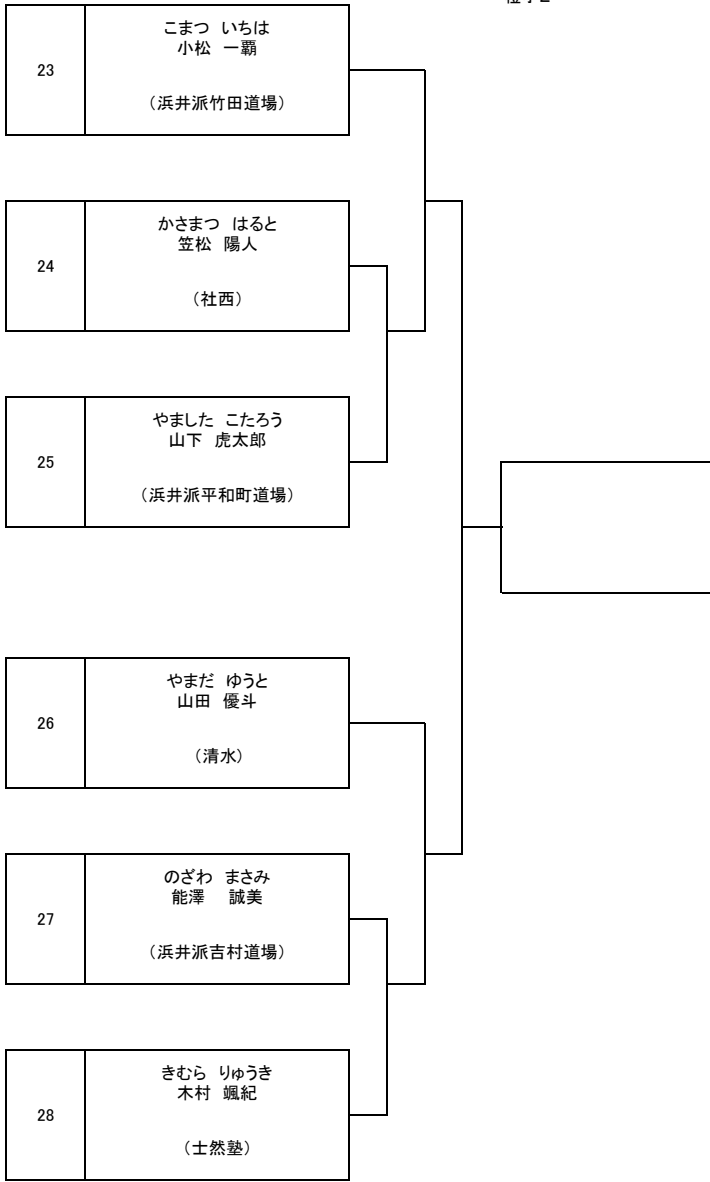 23
こまつ いちは
小松 一覇
（浜井派竹田道場）
24
かさまつ はると
笠松 陽人
（社西）
25
やました こたろう
山下 虎太郎
（浜井派平和町道場）
26
やまだ ゆうと
山田 優斗
（清水）
27
のざわ まさみ
能澤 誠美
（浜井派吉村道場）
28
きむら りゅうき
木村 颯紀
（士然塾）